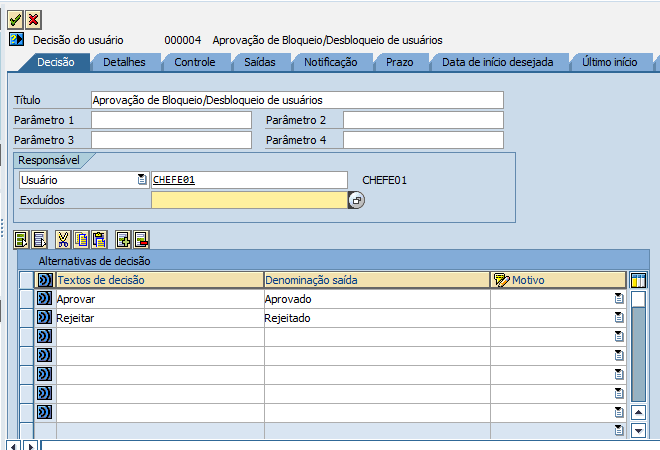 Decisão do usuário 000004 Aprovação de Bloqueio/Desbloqueio de usuários
Decisão Detalhes Controle Saídas Notificação Prazo Data de início desejada Último início
Título Aprovação de Bloqueio/Desbloqueio de usuários
Parâmetro 1 Parâmetro 2
Parâmetro 3 Parâmetro 4
Responsável
Usuário CHEFE01 CHEFE01
Excluídos
Alternativas de decisão
Textos de decisão Denominação saída Motivo
Aprovar Aprovado
Rejeitar Rejeitado